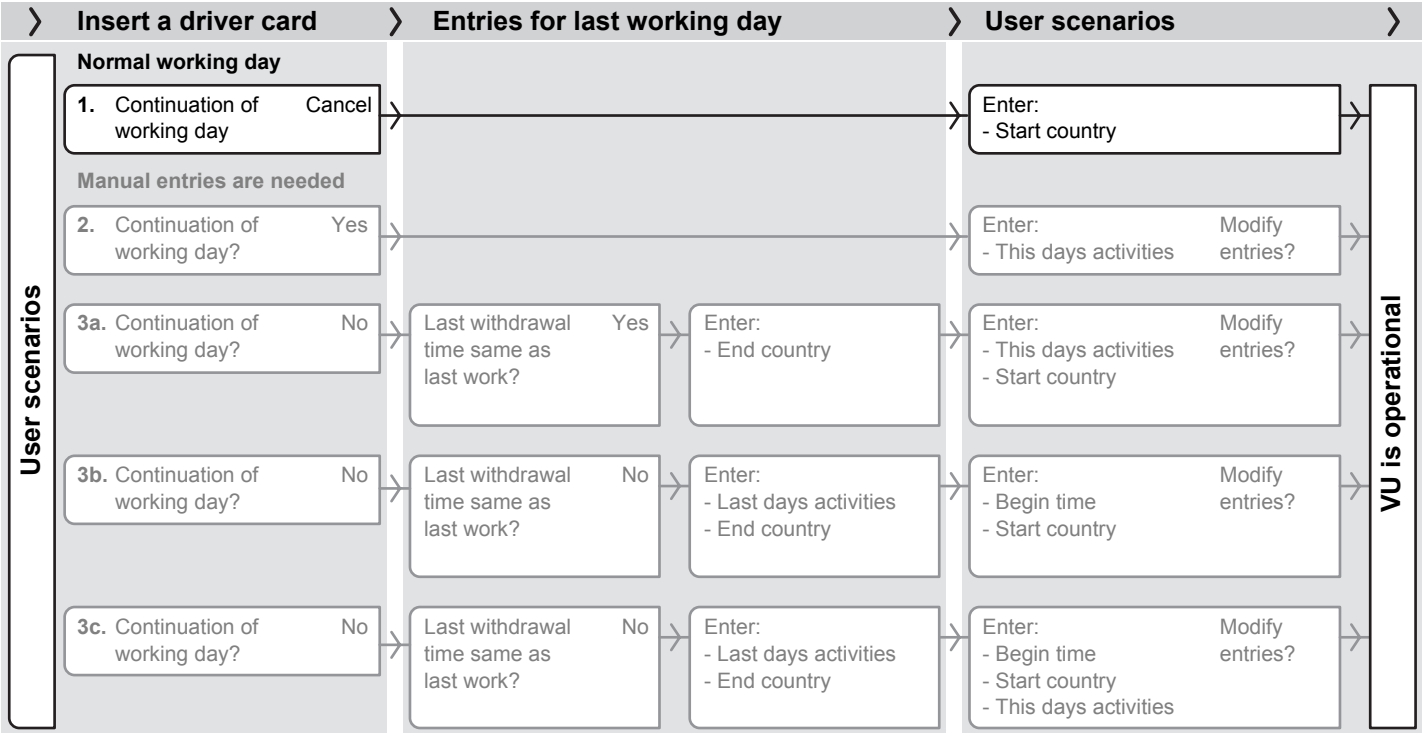 Insert a driver card
Entries for last working day
User scenarios
User scenarios
Normal working day
1. Continuation of Cancel
working day
Enter:
- Start country
Manual entries are needed
2. Continuation of Yes
working day?
Enter: Modify
- This days activities entries?
3a. Continuation of No
working day?
Last withdrawal Yes
time same as
last work?
Enter:
- End country
Enter: Modify
- This days activities entries?
- Start country
3b. Continuation of No
working day?
Last withdrawal No
time same as
last work?
Enter:
- Last days activities
- End country
Enter: Modify
- Begin time entries?
- Start country
3c. Continuation of No
working day?
Last withdrawal No
time same as
last work?
Enter:
- Last days activities
- End country
Enter: Modify
- Begin time entries?
- Start country
- This days activities
VU is operational